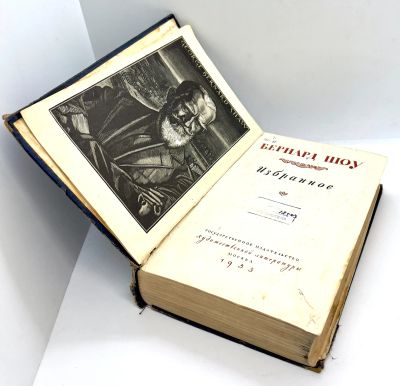 БЕРНАРД ШОУ
Избранное
ГОСУДАРСТВЕННОЕ ИЗДАТЕЛЬСТВО
художественной литературы
МОСКВА
1953